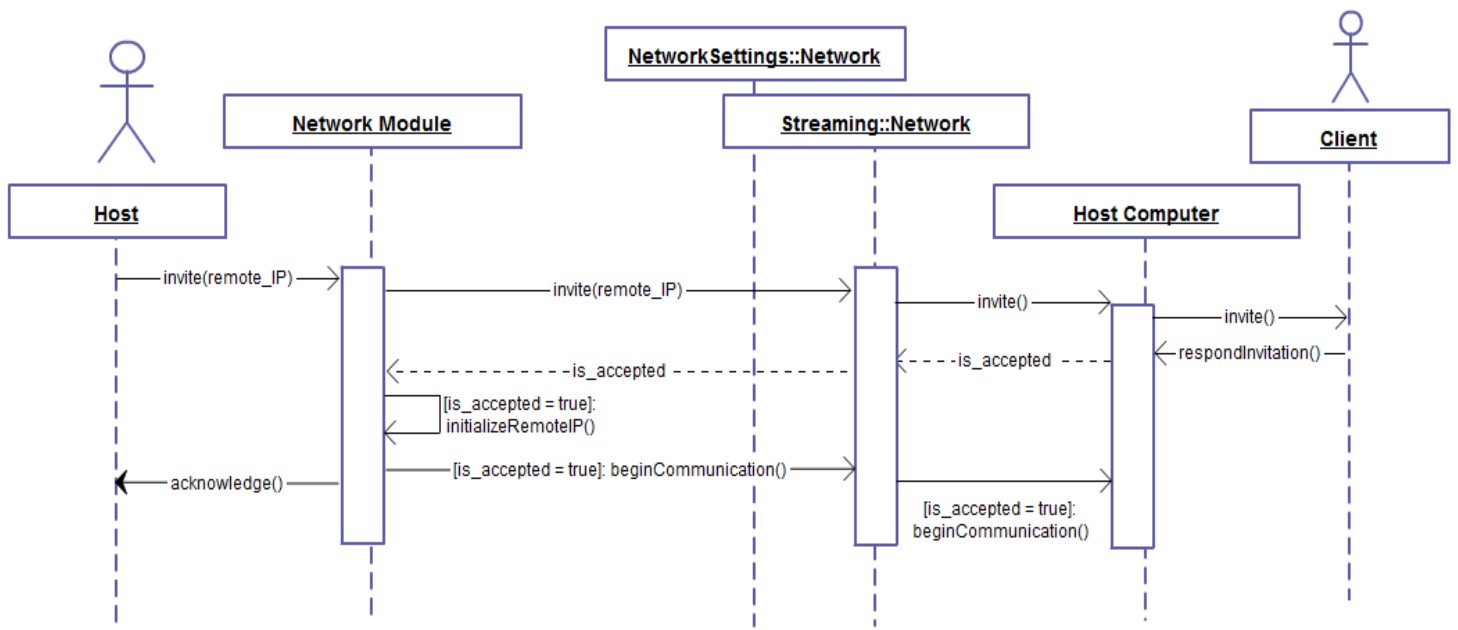 NetworkSettings::Network
Network Module
Streaming::Network
Client
Host
Host Computer
invite(remote_IP)
invite(remote_IP)
invite()
invite()
respondInvitation()
is_accepted
is_accepted
[is_accepted = true]:
initializeRemoteIP()
[is_accepted = true]: beginCommunication()
acknowledge()
[is_accepted = true]:
beginCommunication()